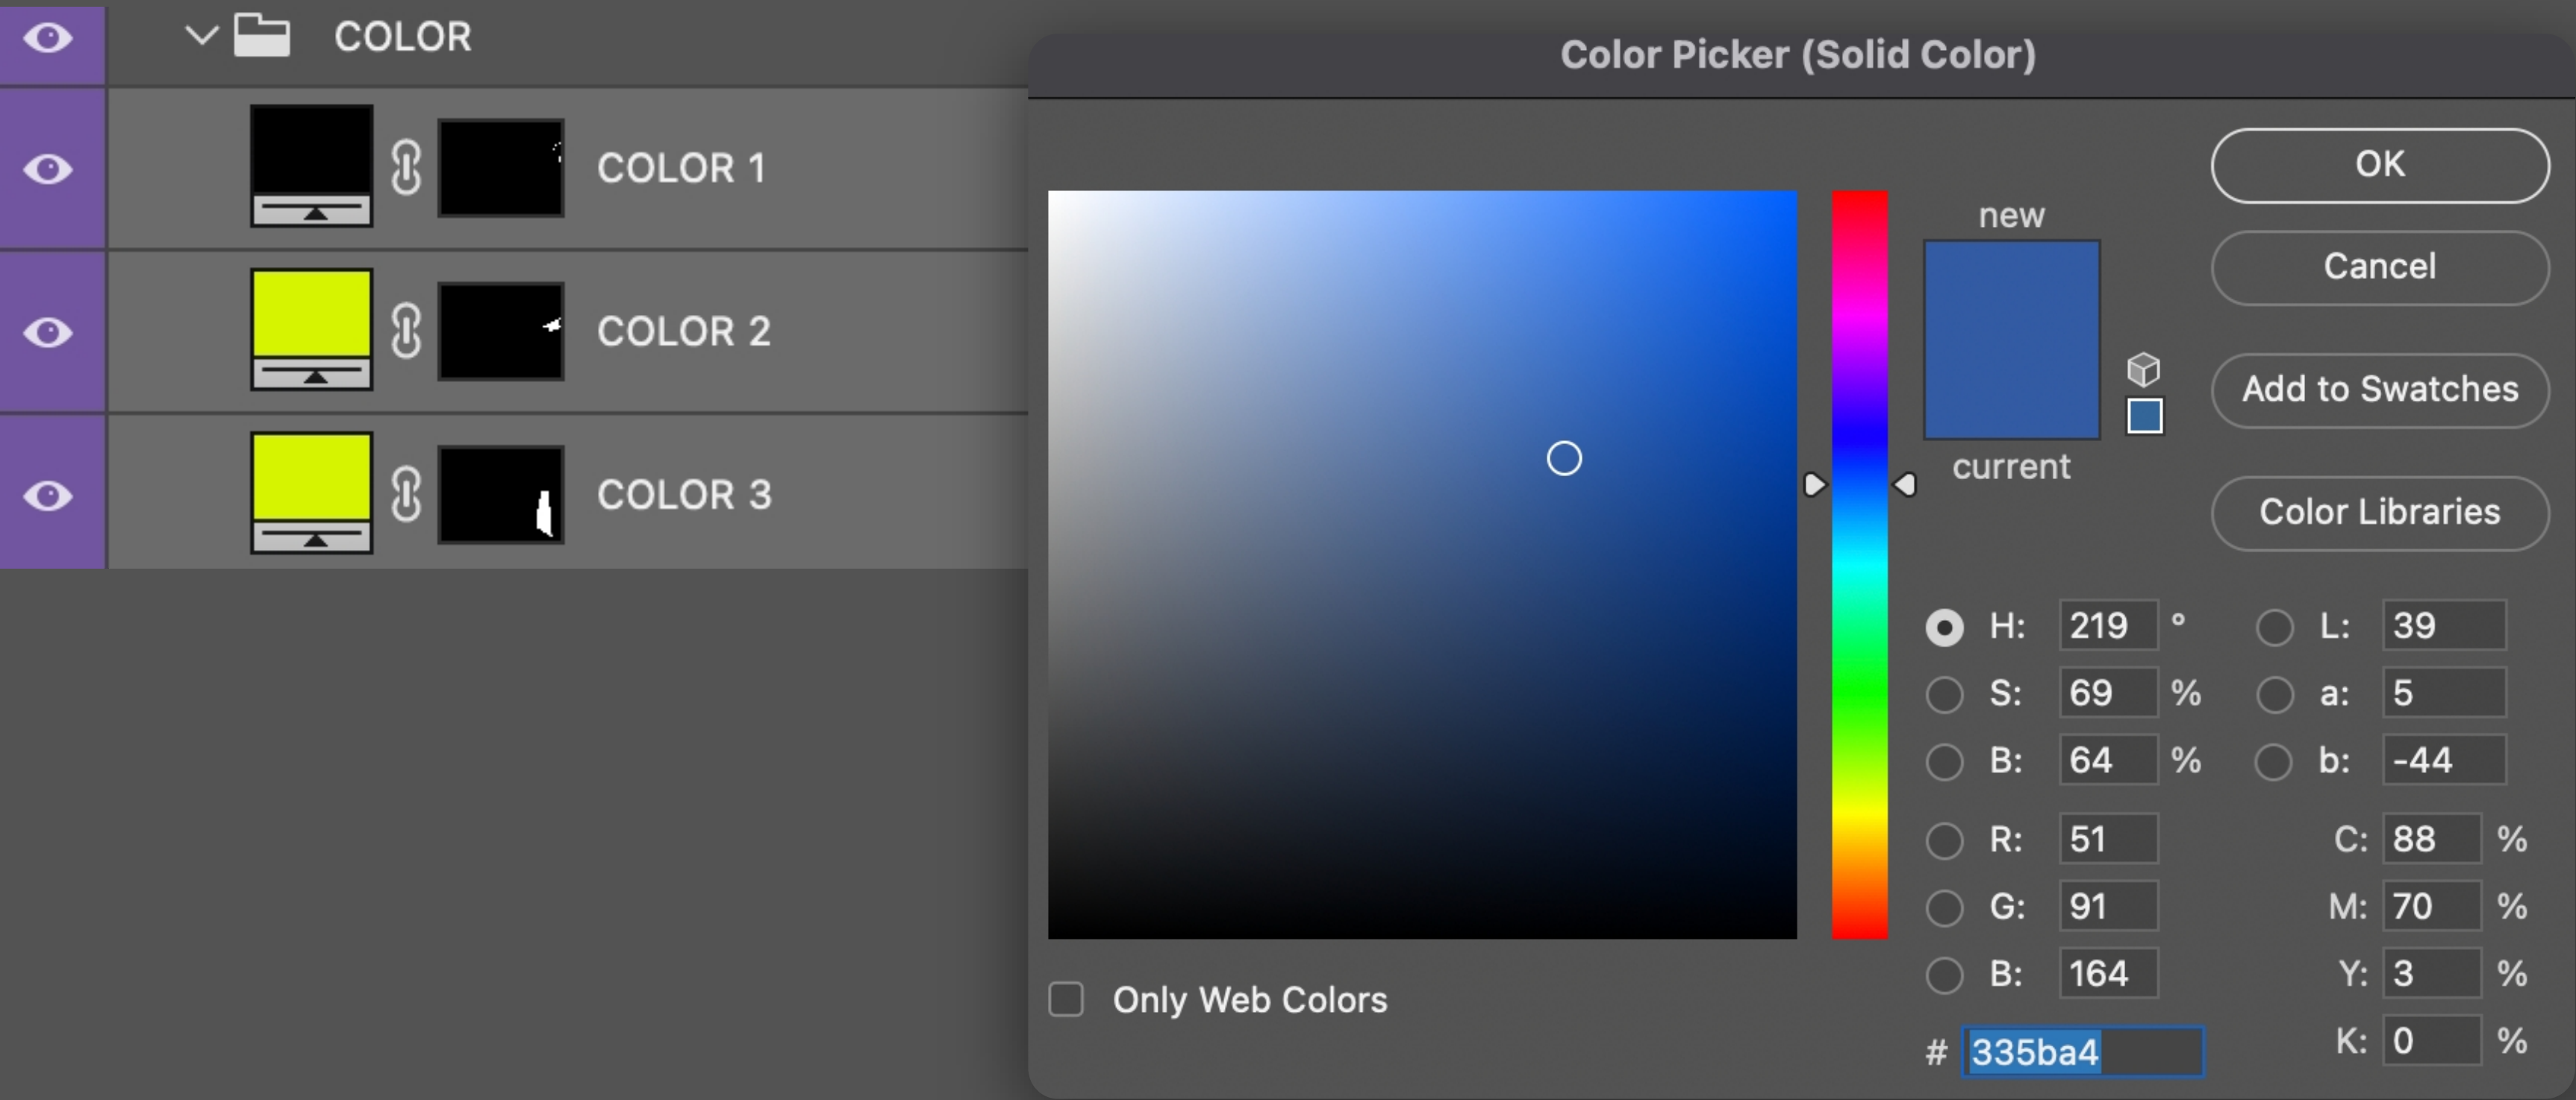 COLOR
COLOR 1
COLOR 2
COLOR 3
Color Picker (Solid Color)
new
current
OK
Cancel
Add to Swatches
Color Libraries
H: 219 °
S: 69 %
B: 64 %
R: 51
G: 91
B: 164
# 335ba4
L: 39
a: 5
b: -44
C: 88 %
M: 70 %
Y: 3 %
K: 0 %
Only Web Colors